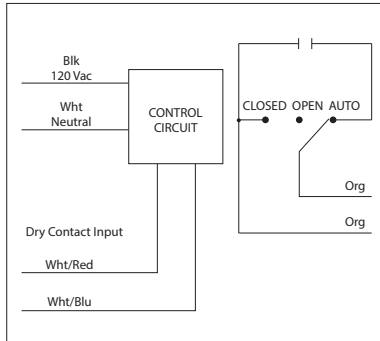 Blk
120 Vac
Wht
Neutral
CONTROL
CIRCUIT
CLOSED OPEN AUTO
Org
Org
Dry Contact Input
Wht/Red
Wht/Blu